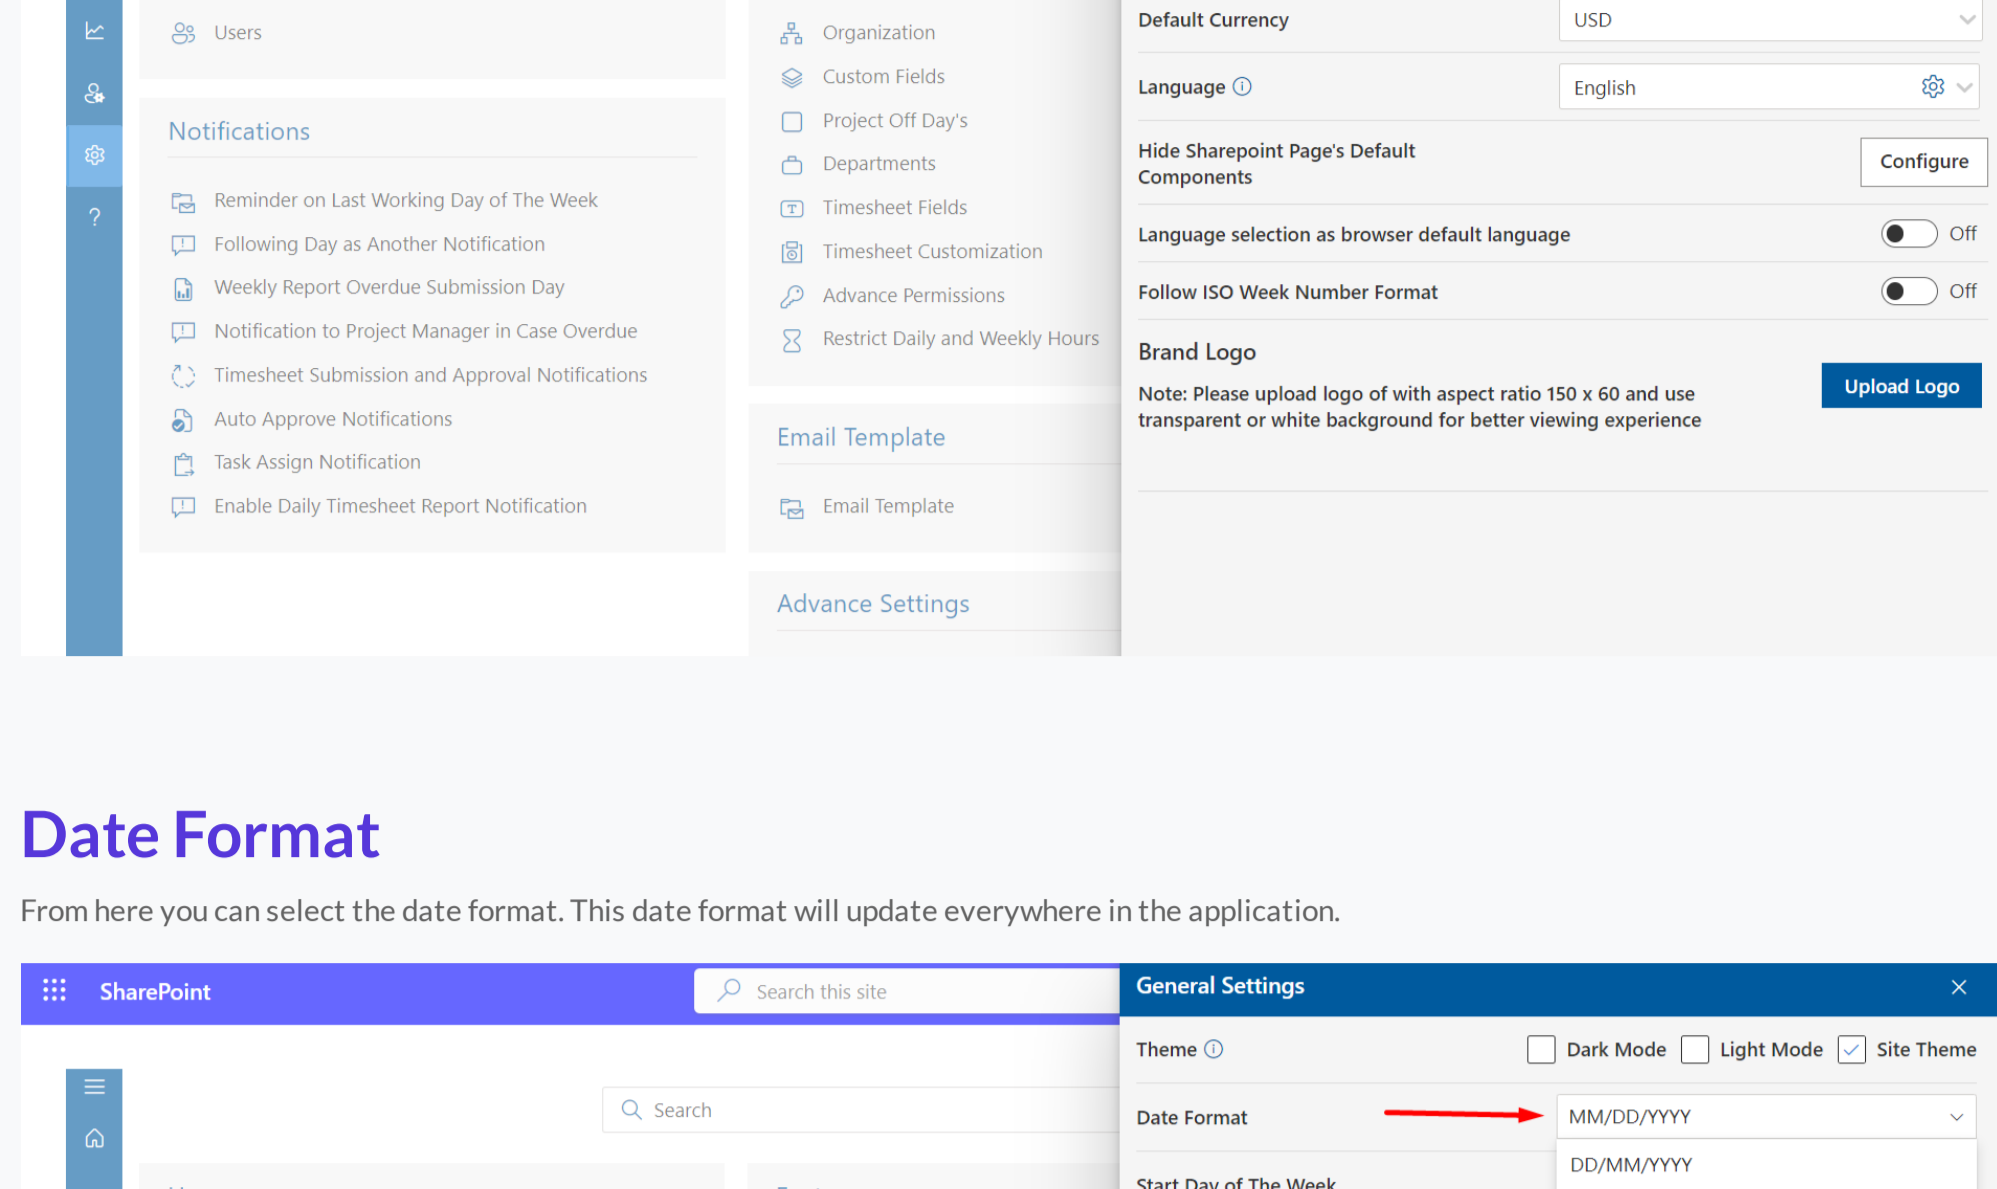 Users
Notifications
Reminder on Last Working Day of The Week
Following Day as Another Notification
Weekly Report Overdue Submission Day
Notification to Project Manager in Case Overdue
Timesheet Submission and Approval Notifications
Auto Approve Notifications
Task Assign Notification
Enable Daily Timesheet Report Notification
Organization
Custom Fields
Project Off Day's
Departments
Timesheet Fields
Timesheet Customization
Advance Permissions
Restrict Daily and Weekly Hours
Email Template
Email Template
Advance Settings
Default Currency
USD
Language
English
Hide Sharepoint Page's Default
Components
Configure
Language selection as browser default language
Off
Follow ISO Week Number Format
Off
Brand Logo
Note: Please upload logo of with aspect ratio 150 x 60 and use
transparent or white background for better viewing experience
Upload Logo
Date Format
From here you can select the date format. This date format will update everywhere in the application.
SharePoint
Search this site
Search
General Settings
Theme
Dark Mode
Light Mode
Site Theme
Date Format
MM/DD/YYYY
DD/MM/YYYY
Start Day of The Week